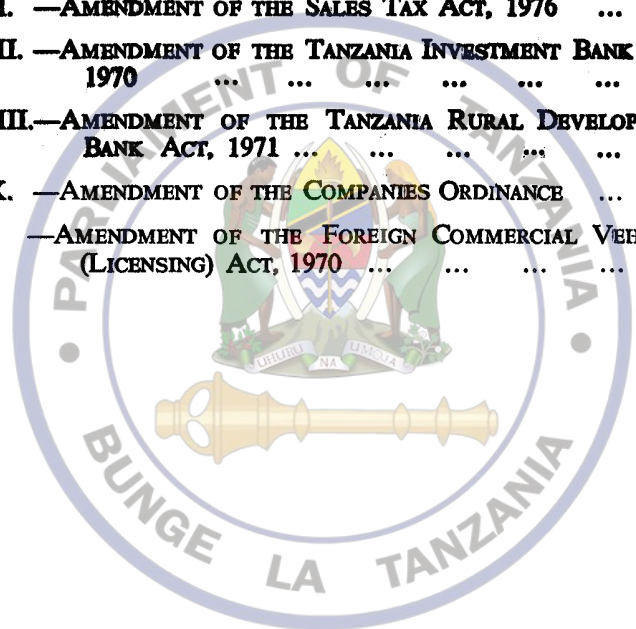 I. —AMENDMENT OF THE SALES TAX ACT, 1976 ...
II. —AMENDMENT OF THE TANZANIA INVESTMENT BANK
1970 ... ... ... ... ... ...
III.—AMENDMENT OF THE TANZANIA RURAL DEVELOP
BANK ACT, 1971 ... ... ... ... ...
X. —AMENDMENT OF THE COMPANIES ORDINANCE ...
—AMENDMENT OF THE FOREIGN COMMERCIAL VEH
(LICENSING) ACT, 1970 ... ... ... ...
PARLIAMENT OF TANZANIA
UHURU NA UMOJA
BUNGE LA TANZANIA